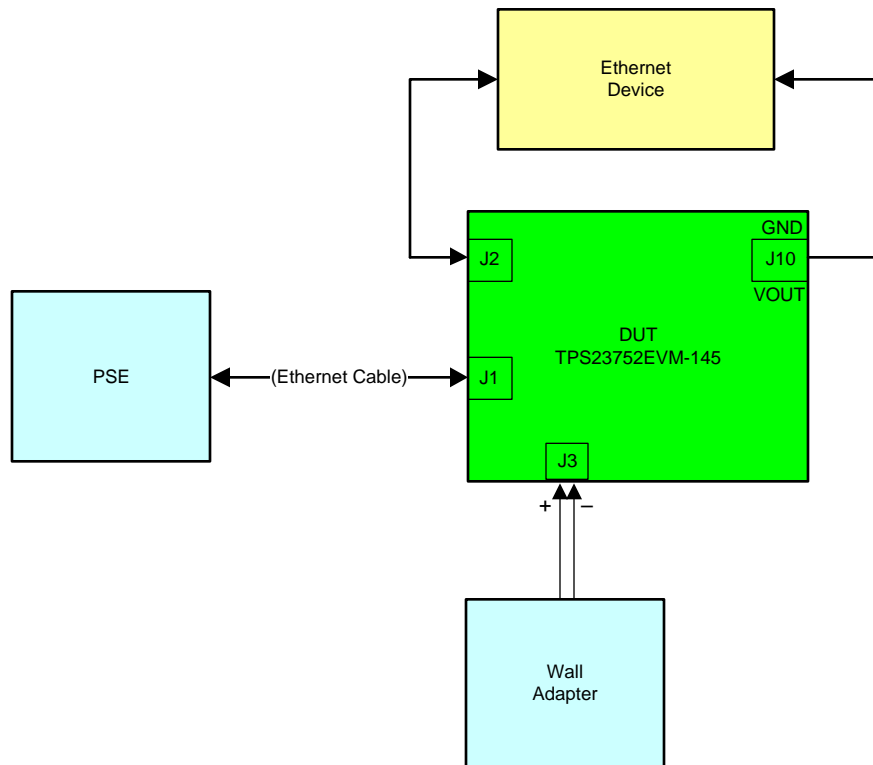 Ethernet
Device
GND
J2
J10
VOUT
DUT
TPS23752EVM-145
PSE
(Ethernet Cable)
J1
J3
+
–
Wall
Adapter